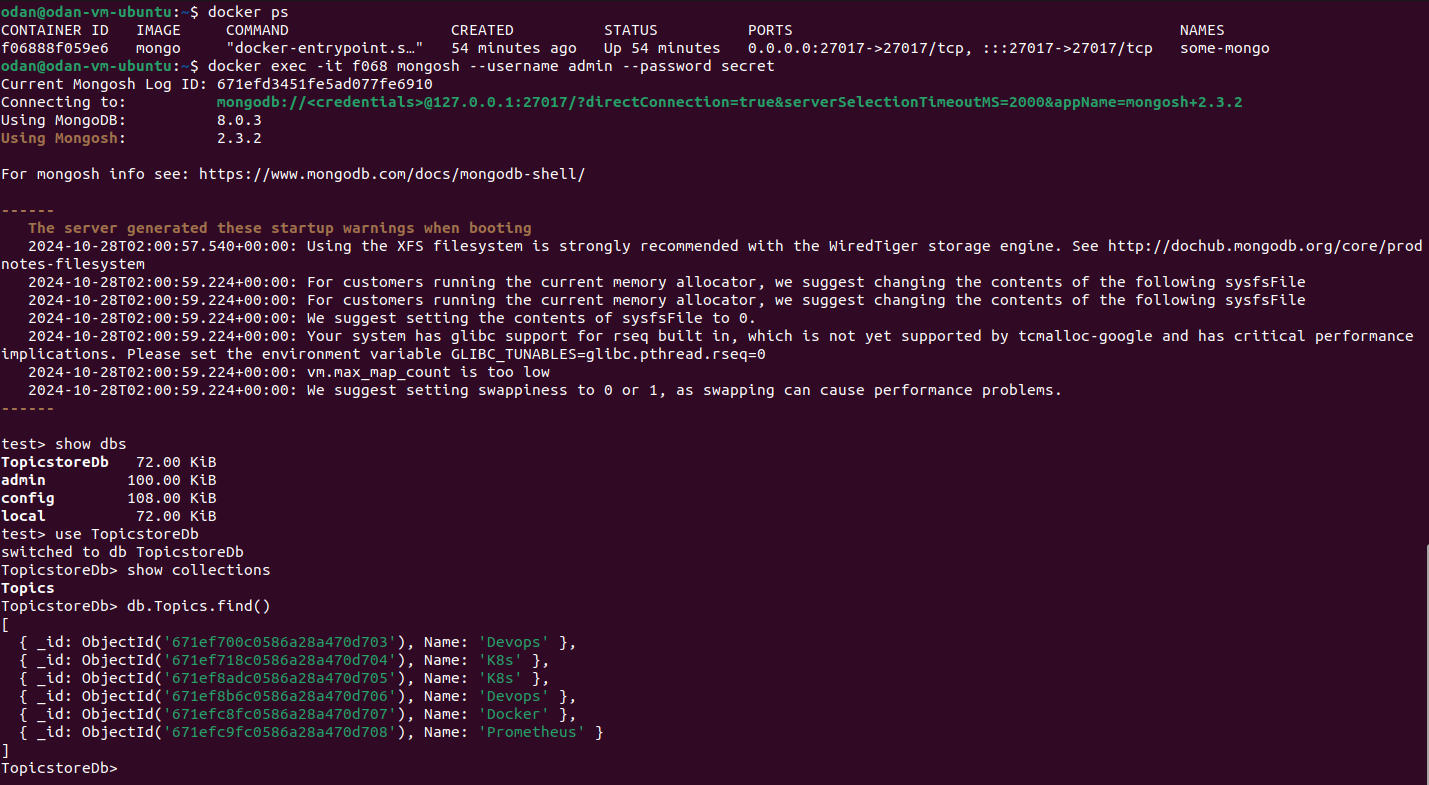 odan@odan-vm-ubuntu:~$ docker ps
CONTAINER ID   IMAGE     COMMAND                  CREATED          STATUS          PORTS                                           NAMES
f06888f059e6   mongo     "docker-entrypoint.s…"   54 minutes ago   Up 54 minutes   0.0.0.0:27017->27017/tcp, :::27017->27017/tcp   some-mongo
odan@odan-vm-ubuntu:~$ docker exec -it f068 mongosh --username admin --password secret
Current Mongosh Log ID: 671efd3451fe5ad077fe6910
Connecting to:          mongodb://<credentials>@127.0.0.1:27017/?directConnection=true&serverSelectionTimeoutMS=2000&appName=mongosh+2.3.2
Using MongoDB:          8.0.3
Using Mongosh:          2.3.2
For mongosh info see: https://www.mongodb.com/docs/mongodb-shell/
------
   The server generated these startup warnings when booting
   2024-10-28T02:00:57.540+00:00: Using the XFS filesystem is strongly recommended with the WiredTiger storage engine. See http://dochub.mongodb.org/core/prod
notes-filesystem
   2024-10-28T02:00:59.224+00:00: For customers running the current memory allocator, we suggest changing the contents of the following sysfsFile
   2024-10-28T02:00:59.224+00:00: For customers running the current memory allocator, we suggest changing the contents of the following sysfsFile
   2024-10-28T02:00:59.224+00:00: We suggest setting the contents of sysfsFile to 0.
   2024-10-28T02:00:59.224+00:00: Your system has glibc support for rseq built in, which is not yet supported by tcmalloc-google and has critical performance
implications. Please set the environment variable GLIBC_TUNABLES=glibc.pthread.rseq=0
   2024-10-28T02:00:59.224+00:00: vm.max_map_count is too low
   2024-10-28T02:00:59.224+00:00: We suggest setting swappiness to 0 or 1, as swapping can cause performance problems.
------
test> show dbs
TopicstoreDb   72.00 KiB
admin         100.00 KiB
config        108.00 KiB
local          72.00 KiB
test> use TopicstoreDb
switched to db TopicstoreDb
TopicstoreDb> show collections
Topics
TopicstoreDb> db.Topics.find()
[
  { _id: ObjectId('671ef700c0586a28a470d703'), Name: 'Devops' },
  { _id: ObjectId('671ef718c0586a28a470d704'), Name: 'K8s' },
  { _id: ObjectId('671ef8adc0586a28a470d705'), Name: 'K8s' },
  { _id: ObjectId('671ef8b6c0586a28a470d706'), Name: 'Devops' },
  { _id: ObjectId('671efc8fc0586a28a470d707'), Name: 'Docker' },
  { _id: ObjectId('671efc9fc0586a28a470d708'), Name: 'Prometheus' }
]
TopicstoreDb>